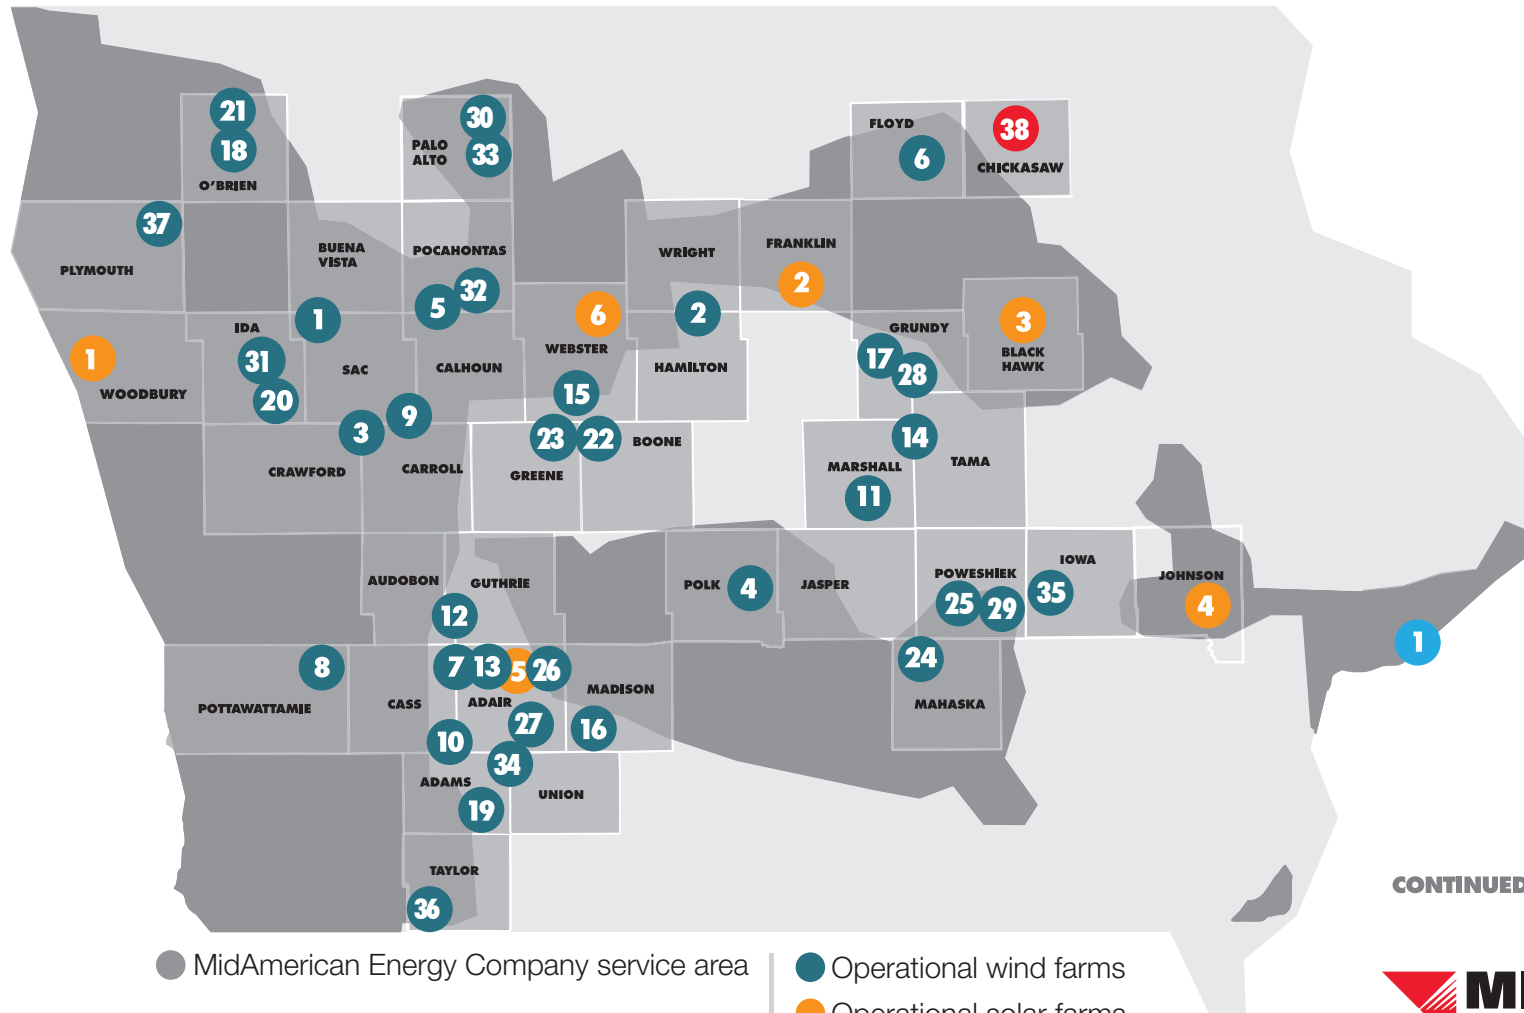 21
18
O'BRIEN
30
PALO
ALTO
33
FLOYD
6
38
CHICKASAW
37
PLYMOUTH
BUENA
VISTA
POCAHONTAS
WRIGHT
FRANKLIN
5
32
6
2
2
1
IDA
31
20
SAC
CALHOUN
WEBSTER
15
HAMILTON
GRUNDY
17
28
3
BLACK
HAWK
1
WOODBURY
3
9
CRAWFORD
CARROLL
23
22
BOONE
GREENE
14
MARSHALL
TAMA
11
AUDOBON
GUTHRIE
12
POLK
4
JASPER
POWESHIEK
25
29
IOWA
35
JOHNSON
4
1
8
POTTAWATTAMIE
CASS
7
13
5
26
ADAIR
27
10
MADISON
16
24
MAHASKA
34
ADAMS
19
UNION
TAYLOR
36
CONTINUED
MidAmerican Energy Company service area
Operational wind farms
Operational solar farms